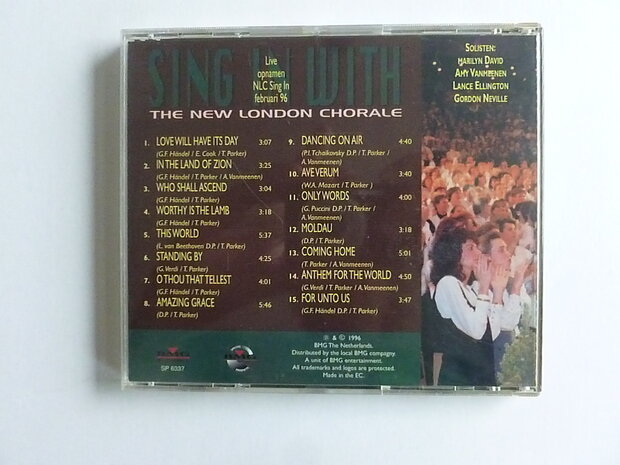 SING IN WITH
Live
opnamen
NLC Sing In
februari 96
THE NEW LONDON CHORALE
Solisten:
Marilyn David
Amy Vanmeenen
Lance Ellington
Gordon Neville
1. LOVE WILL HAVE ITS DAY 3:07
(G.F. Händel / E. Cook / T. Parker)
2. IN THE LAND OF ZION 3:25
(G.F. Händel / T. Parker / A.Vanmeenen)
3. WHO SHALL ASCEND 3:04
(G.F. Händel / T. Parker)
4. WORTHY IS THE LAMB 3:18
(G.F. Händel / T. Parker)
5. THIS WORLD 5:37
(L. van Beethoven D.P. / T. Parker)
6. STANDING BY 4:25
(G. Verdi / T. Parker)
7. O THOU THAT TELLEST 4:01
(G.F. Händel / T. Parker)
8. AMAZING GRACE 5:46
(D.P. / T. Parker)
9. DANCING ON AIR 4:40
(P.I. Tchaikovsky D.P. / T. Parker /
A.Vanmeenen)
10. AVE VERUM 3:40
(W.A. Mozart / T. Parker )
11. ONLY WORDS 4:00
(G. Puccini D.P. / T. Parker /
A.Vanmeenen)
12. MOLDAU 3:18
(D.P. / T. Parker)
13. COMING HOME 5:01
(T. Parker / A.Vanmeenen)
14. ANTHEM FOR THE WORLD 4:50
(G.Verdi / T. Parker / A.Vanmeenen)
15. FOR UNTO US 3:47
(G.F. Händel D.P. / T. Parker)
BMG
SP 6337
BMG
℗ & © 1996
BMG The Netherlands.
Distributed by the local BMG compagny.
A unit of BMG entertainment.
All trademarks and logos are protected.
Made in the EC.